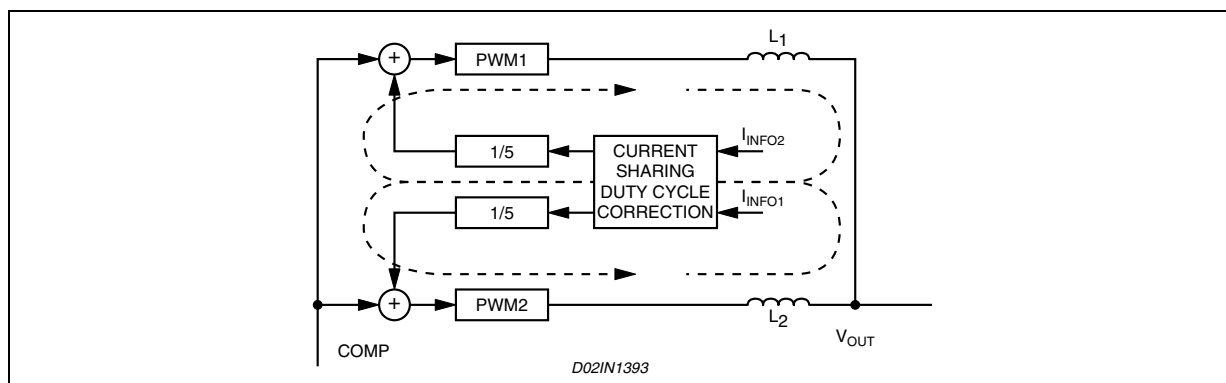 L1
+
PWM1
IINFO2
1/5
CURRENT
SHARING
DUTY CYCLE
CORRECTION
IINFO1
1/5
+
PWM2
L2
VOUT
COMP
D02IN1393